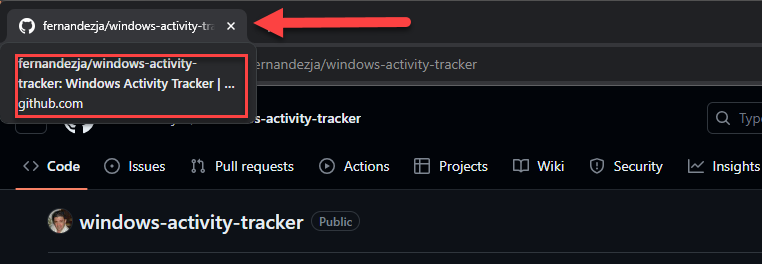 fernandezja/windows-activity-tra
fernandezja/windows-activity-
tracker: Windows Activity Tracker | ...
github.com
ernandezja/windows-activity-tracker
s-activity-tracker
Type
Code Issues Pull requests Actions Projects Wiki Security Insights
windows-activity-tracker Public